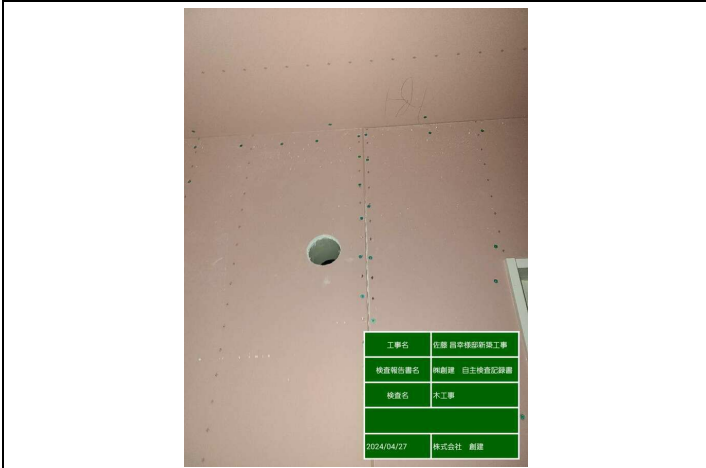 工事名 佐藤 昌幸様邸新築工事
検査報告書名 ㈱創建 自主検査記録書
検査名 木工事
2024/04/27 株式会社 創建